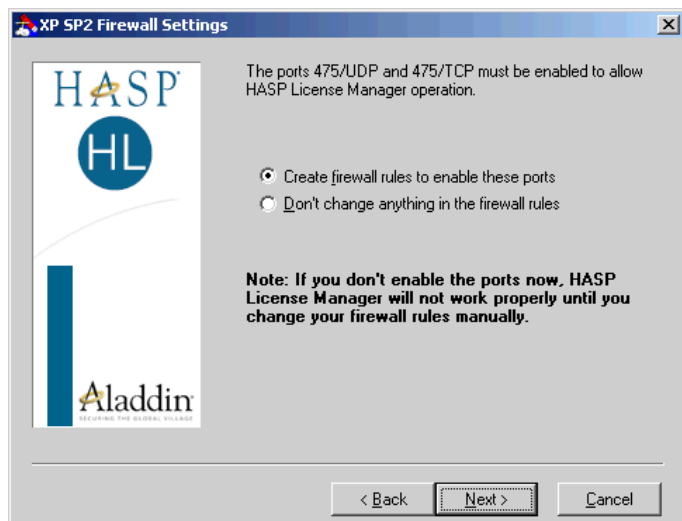 XP SP2 Firewall Settings
HASP
HL
Aladdin
SECURING THE GLOBAL VILLAGE
The ports 475/UDP and 475/TCP must be enabled to allow
HASP License Manager operation.
Create firewall rules to enable these ports
Don't change anything in the firewall rules
Note: If you don't enable the ports now, HASP
License Manager will not work properly until you
change your firewall rules manually.
< Back
Next >
Cancel